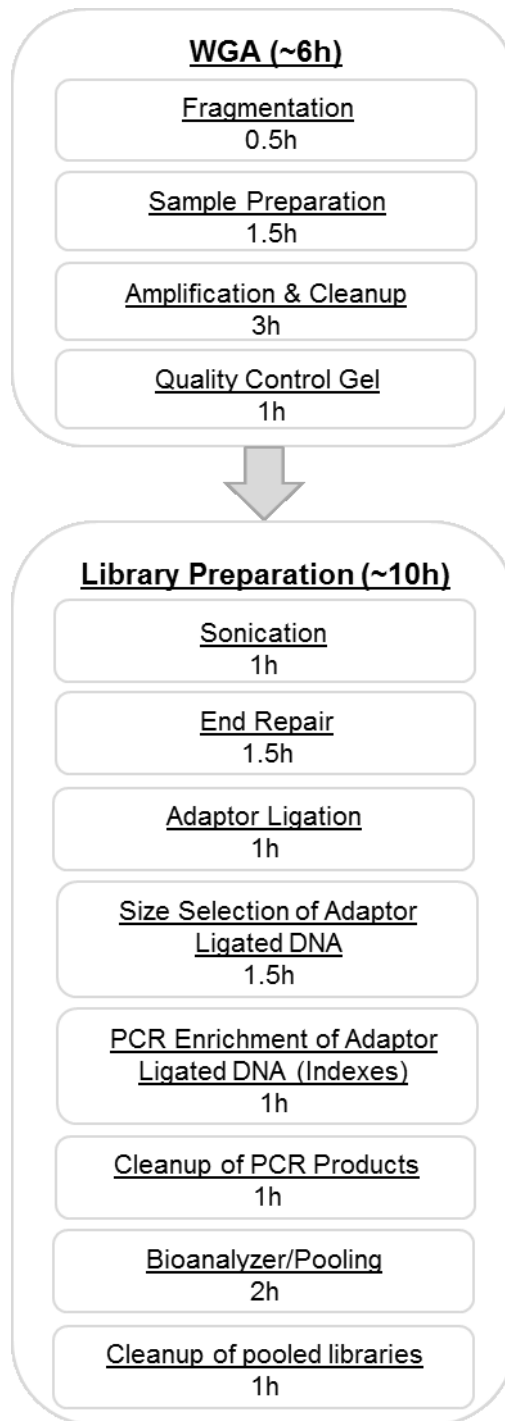 WGA (~6h)
Fragmentation
0.5h
Sample Preparation
1.5h
Amplification & Cleanup
3h
Quality Control Gel
1h
Library Preparation (~10h)
Sonication
1h
End Repair
1.5h
Adaptor Ligation
1h
Size Selection of Adaptor
Ligated DNA
1.5h
PCR Enrichment of Adaptor
Ligated DNA (Indexes)
1h
Cleanup of PCR Products
1h
Bioanalyzer/Pooling
2h
Cleanup of pooled libraries
1h